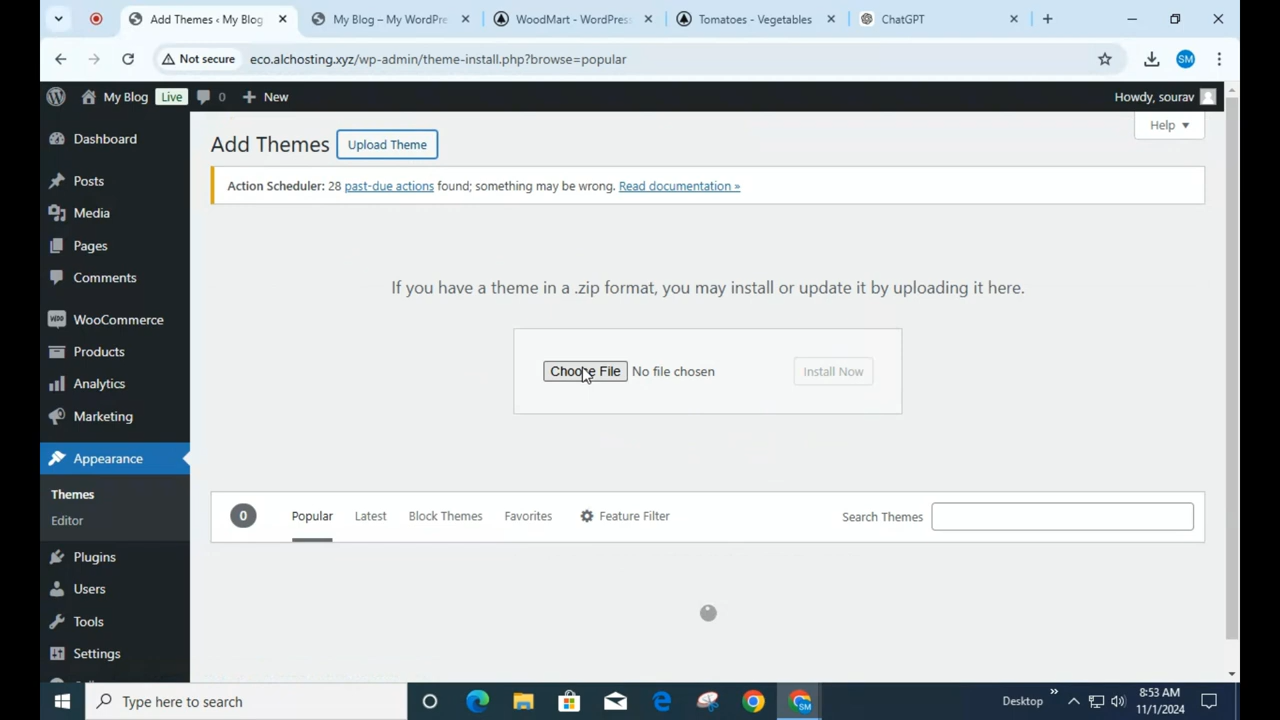 Add Themes ‹ My Blog
My Blog – My WordPre
WoodMart - WordPress
Tomatoes - Vegetables
ChatGPT
Not secure
eco.alchosting.xyz/wp-admin/theme-install.php?browse=popular
SM
My Blog
Live
0
New
Howdy, sourav
Dashboard
Posts
Media
Pages
Comments
WooCommerce
Products
Analytics
Marketing
Appearance
Themes
Editor
Plugins
Users
Tools
Settings
Add Themes
Upload Theme
Help
Action Scheduler: 28 past-due actions found; something may be wrong. Read documentation »
If you have a theme in a .zip format, you may install or update it by uploading it here.
Choose File No file chosen
Install Now
0
Popular
Latest
Block Themes
Favorites
Feature Filter
Search Themes
Type here to search
SM
Desktop
8:53 AM
11/1/2024